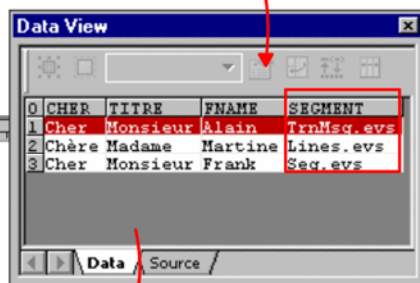 Data View
0 CHER TITRE FNAME SEGMENT
1 Cher Monsieur Alain TrnMsg.evs
2 Chère Madame Martine Lines.evs
3 Cher Monsieur Frank Seg.evs
Data Source